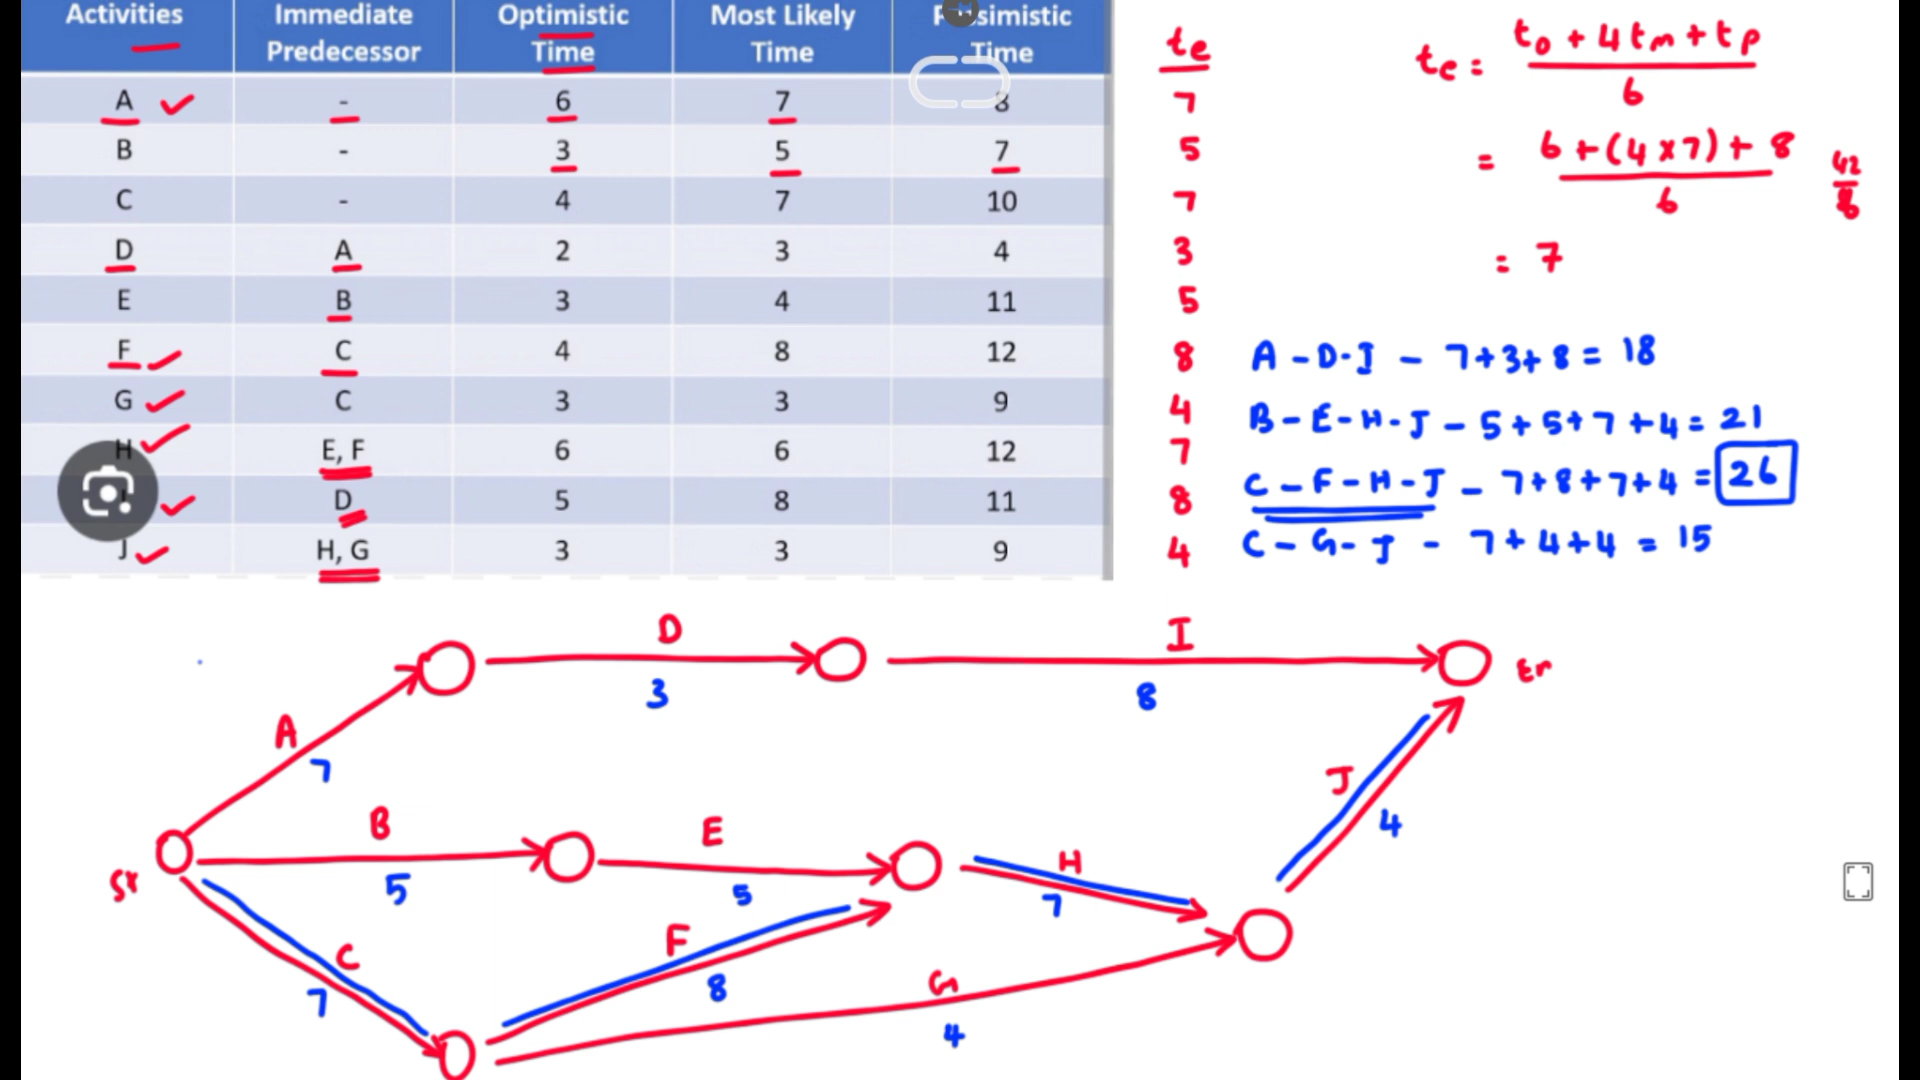 Activities Immediate Predecessor Optimistic Time Most Likely Time Time
A - 6 7 8
B - 3 5 7
C - 4 7 10
D A 2 3 4
E B 3 4 11
F C 4 8 12
G C 3 3 9
H E, F 6 6 12
D 5 8 11
J H, G 3 3 9
te
7
5
7
3
5
8
4
7
8
4
te = to + 4tm + tp
6
= 6 + (4 x 7) + 8
6
42
6
= 7
A - D - I - 7 + 3 + 8 = 18
B - E - H - J - 5 + 5 + 7 + 4 = 21
C - F - H - J - 7 + 8 + 7 + 4 = 26
C - G - J - 7 + 4 + 4 = 15
D I
3 8
A
7
J
4
B E
5 5
H
7
C
7
F
8
G
4